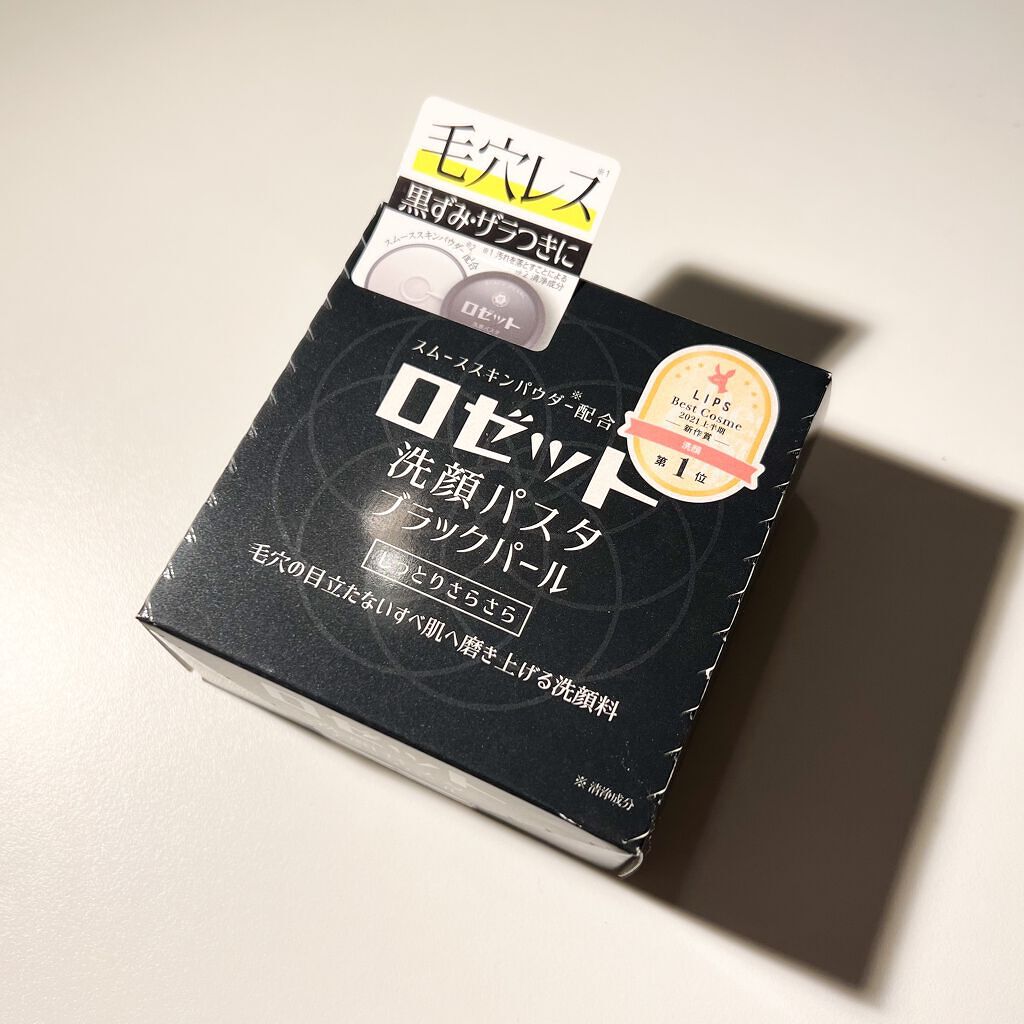 毛穴レス※1
黒ずみ・ザラつきに
スムーススキンパウダー※2配合
※1 汚れを落とすことによる
※2 清浄成分
ロゼット
洗顔パスタ
スムーススキンパウダー※配合
ロゼット
洗顔パスタ
ブラックパール
しっとりさらさら
毛穴の目立たないすべ肌へ磨き上げる洗顔料
※ 清浄成分
LIPS
Best Cosme
2021上半期
新作賞
洗顔
第1位